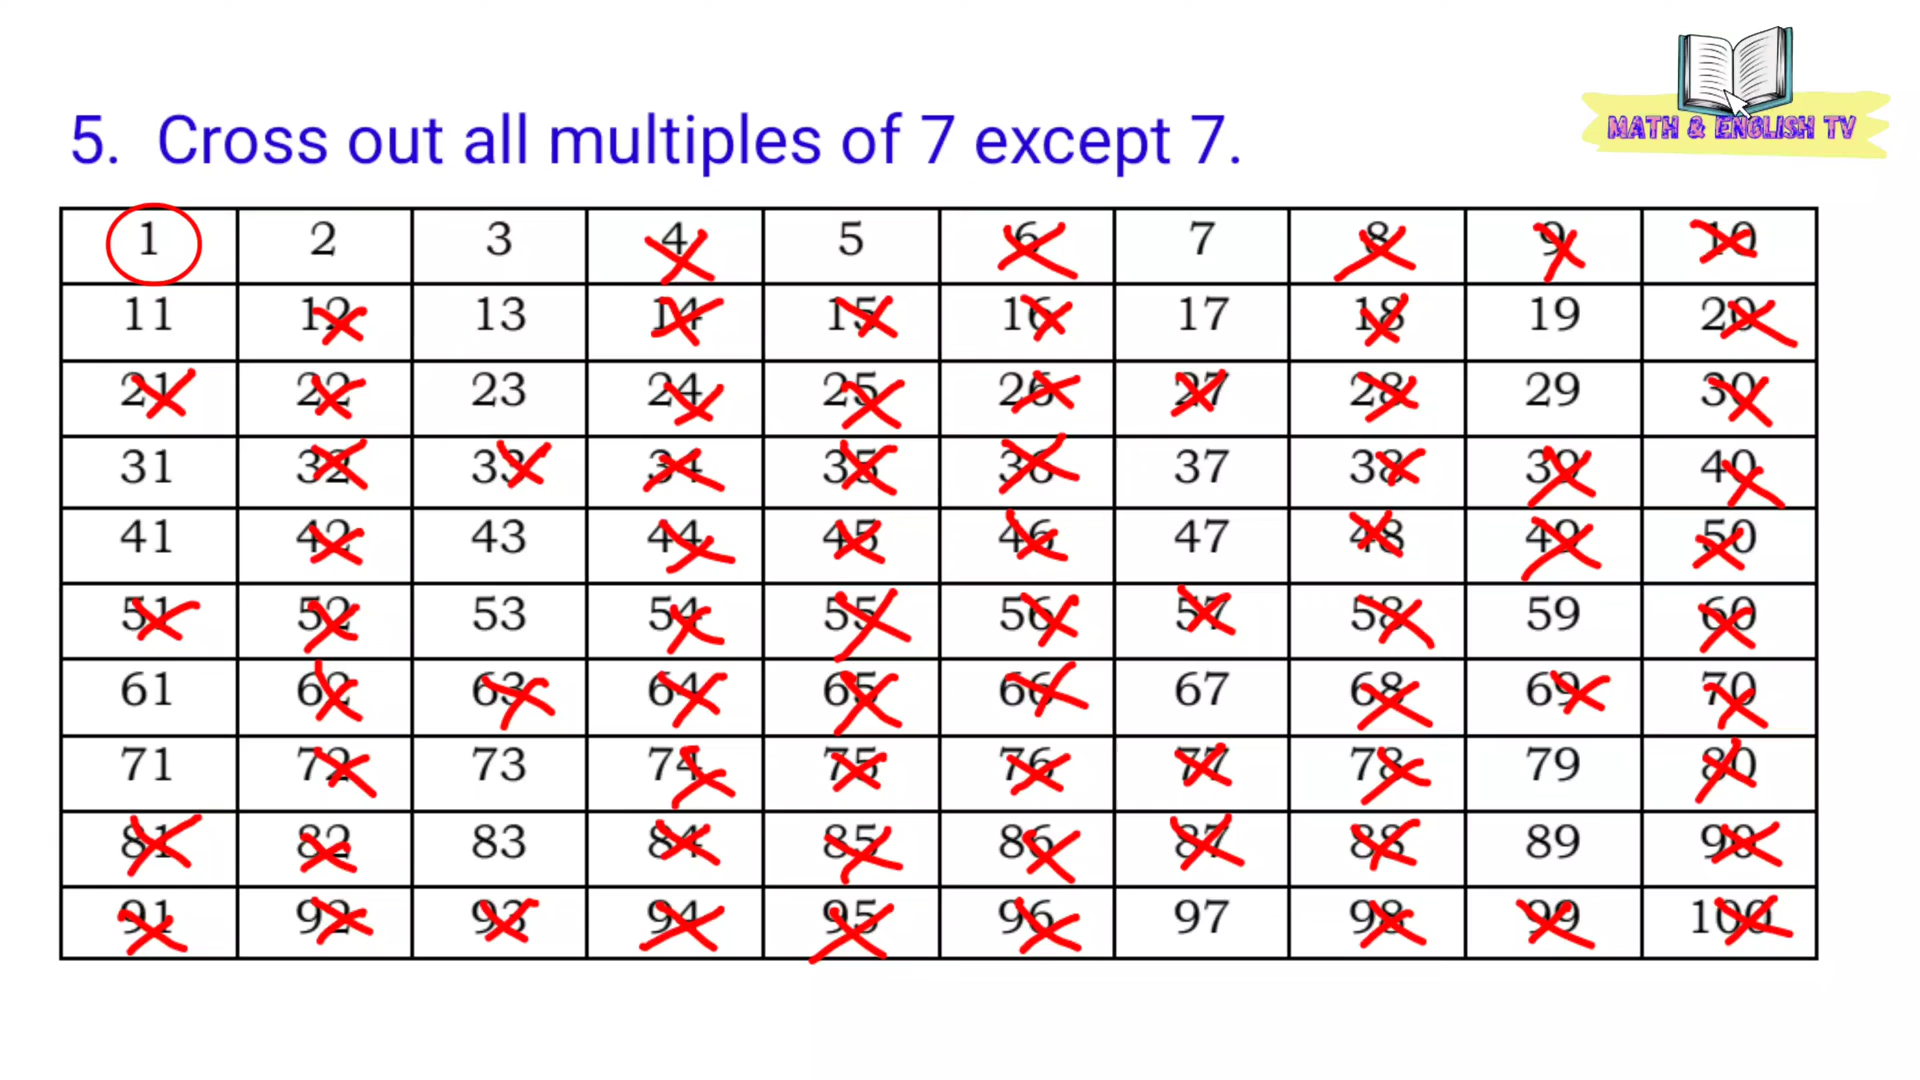 MATH & ENGLISH TV
5. Cross out all multiples of 7 except 7.
1 2 3 4 5 6 7 8 9 10
11 12 13 14 15 16 17 18 19 20
21 22 23 24 25 26 27 28 29 30
31 32 33 34 35 36 37 38 39 40
41 42 43 44 45 46 47 48 49 50
51 52 53 54 55 56 57 58 59 60
61 62 63 64 65 66 67 68 69 70
71 72 73 74 75 76 77 78 79 80
81 82 83 84 85 86 87 88 89 90
91 92 93 94 95 96 97 98 99 100